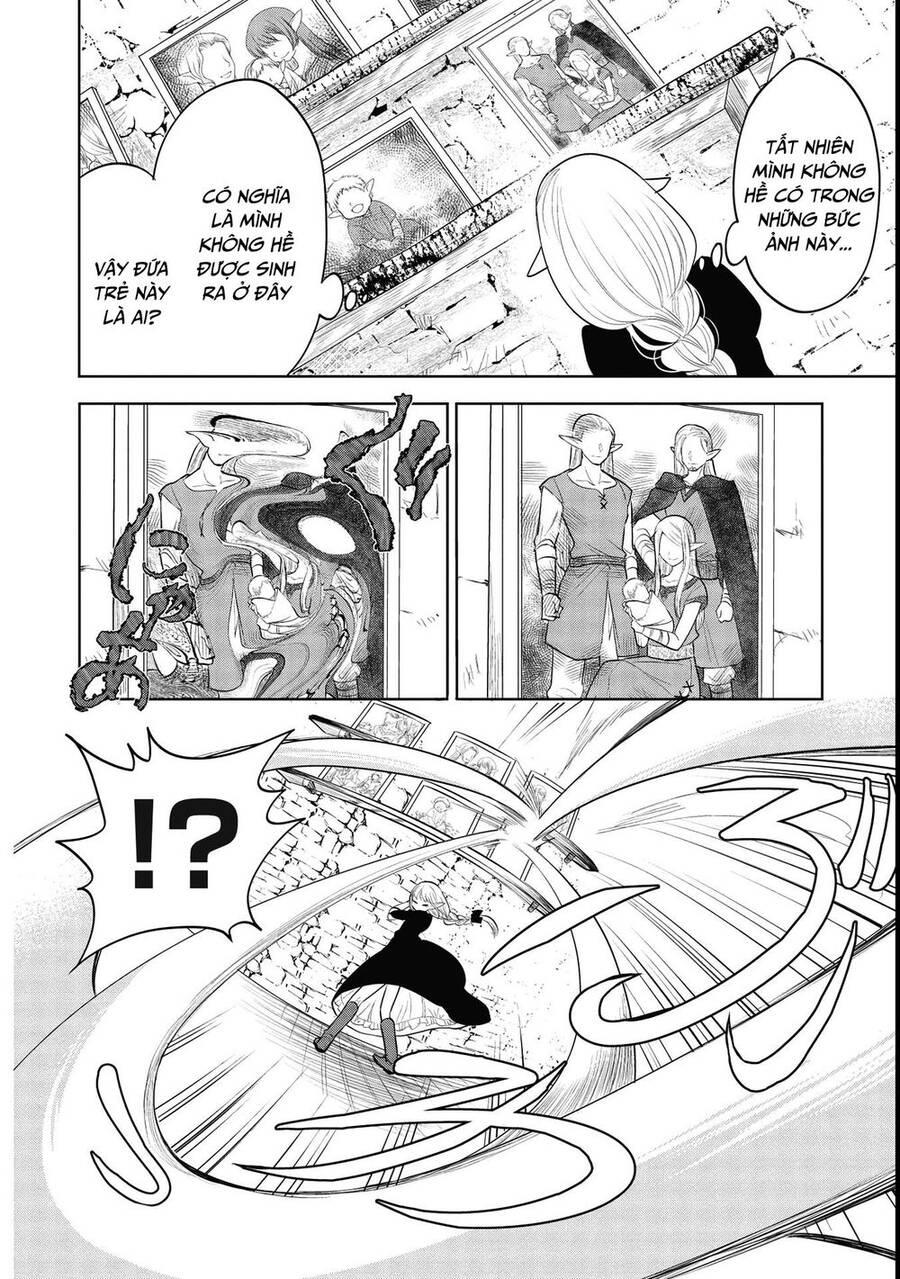 TẤT NHIÊN
MÌNH KHÔNG
HỀ CÓ TRONG
NHỮNG BỨC
ẢNH NÀY...
CÓ NGHĨA
LÀ MÌNH
KHÔNG HỀ
ĐƯỢC SINH
RA Ở ĐÂY
VẬY ĐỨA
TRẺ NÀY
LÀ AI?
!?